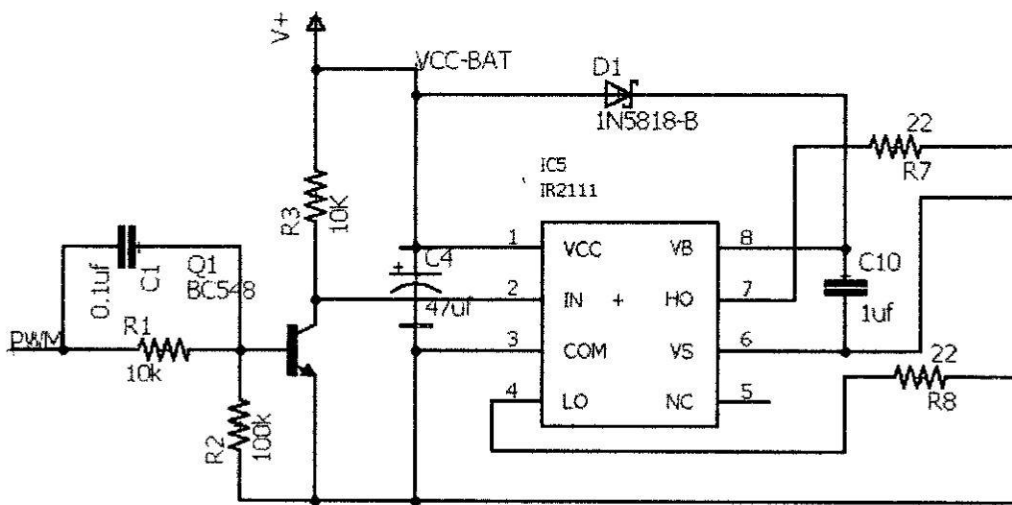 V+
VCC-BAT
D1
1N5818-B
22
R7
IC5
IR2111
R3
10K
1
VCC
VB
8
C10
1uf
C4
47uf
2
IN
+
HO
7
0.1uf
C1
Q1
BC548
PWM
R1
10k
3
COM
VS
6
22
R8
4
LO
NC
5
R2
100k